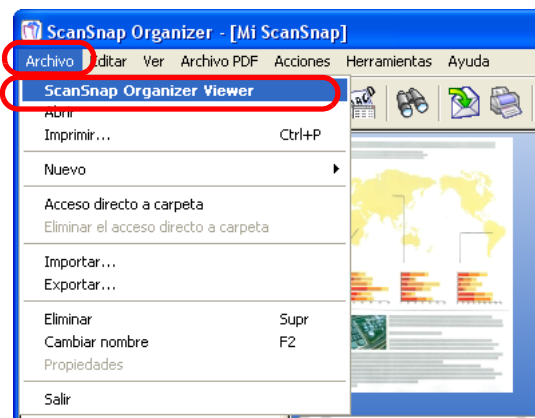 ScanSnap Organizer - [Mi ScanSnap]
Archivo Editar Ver Archivo PDF Acciones Herramientas Ayuda
ScanSnap Organizer Viewer
Abrir
Imprimir... Ctrl+P
Nuevo
Acceso directo a carpeta
Eliminar el acceso directo a carpeta
Importar...
Exportar...
Eliminar Supr
Cambiar nombre F2
Propiedades
Salir